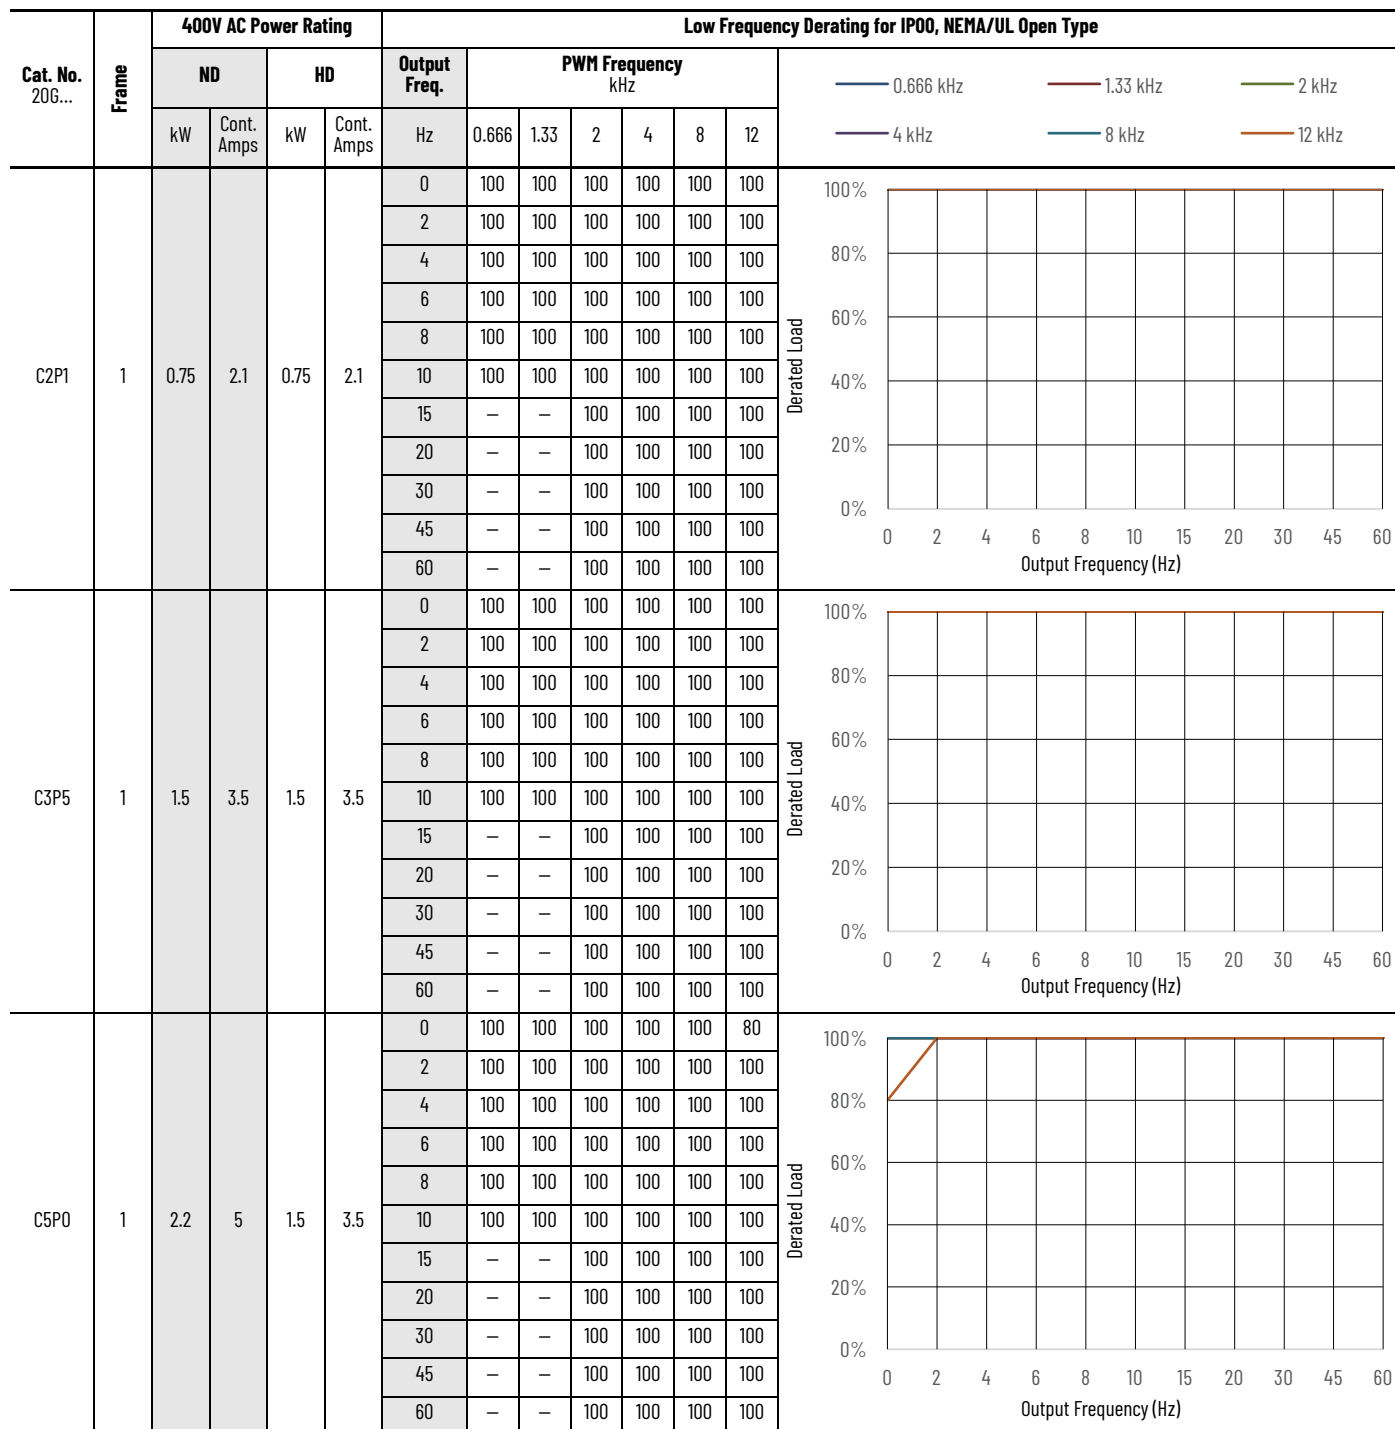 400V AC Power Rating Low Frequency Derating for IP00, NEMA/UL Open Type
Cat. No. 20G... Frame ND HD Output Freq. PWM Frequency kHz
0.666 kHz 1.33 kHz 2 kHz
4 kHz 8 kHz 12 kHz
kW Cont. Amps kW Cont. Amps Hz 0.666 1.33 2 4 8 12
C2P1 1 0.75 2.1 0.75 2.1
0 100 100 100 100 100 100
2 100 100 100 100 100 100
4 100 100 100 100 100 100
6 100 100 100 100 100 100
8 100 100 100 100 100 100
10 100 100 100 100 100 100
15 – – 100 100 100 100
20 – – 100 100 100 100
30 – – 100 100 100 100
45 – – 100 100 100 100
60 – – 100 100 100 100
Derated Load
100%
80%
60%
40%
20%
0%
0 2 4 6 8 10 15 20 30 45 60
Output Frequency (Hz)
C3P5 1 1.5 3.5 1.5 3.5
0 100 100 100 100 100 100
2 100 100 100 100 100 100
4 100 100 100 100 100 100
6 100 100 100 100 100 100
8 100 100 100 100 100 100
10 100 100 100 100 100 100
15 – – 100 100 100 100
20 – – 100 100 100 100
30 – – 100 100 100 100
45 – – 100 100 100 100
60 – – 100 100 100 100
Derated Load
100%
80%
60%
40%
20%
0%
0 2 4 6 8 10 15 20 30 45 60
Output Frequency (Hz)
C5P0 1 2.2 5 1.5 3.5
0 100 100 100 100 100 80
2 100 100 100 100 100 100
4 100 100 100 100 100 100
6 100 100 100 100 100 100
8 100 100 100 100 100 100
10 100 100 100 100 100 100
15 – – 100 100 100 100
20 – – 100 100 100 100
30 – – 100 100 100 100
45 – – 100 100 100 100
60 – – 100 100 100 100
Derated Load
100%
80%
60%
40%
20%
0%
0 2 4 6 8 10 15 20 30 45 60
Output Frequency (Hz)